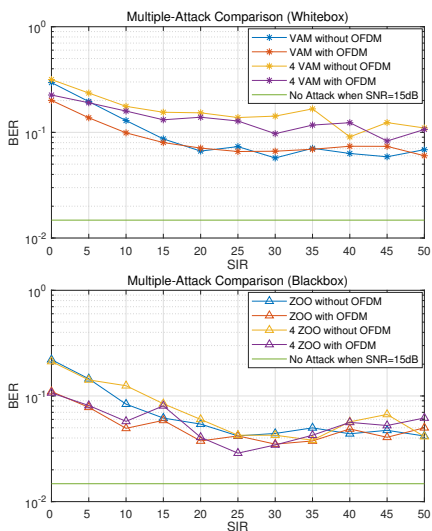 Multiple-Attack Comparison (Whitebox)
10^0
10^-1
10^-2
BER
VAM without OFDM
VAM with OFDM
4 VAM without OFDM
4 VAM with OFDM
No Attack when SNR=15dB
0 5 10 15 20 25 30 35 40 45 50
SIR
Multiple-Attack Comparison (Blackbox)
10^0
10^-1
10^-2
BER
ZOO without OFDM
ZOO with OFDM
4 ZOO without OFDM
4 ZOO with OFDM
No Attack when SNR=15dB
0 5 10 15 20 25 30 35 40 45 50
SIR